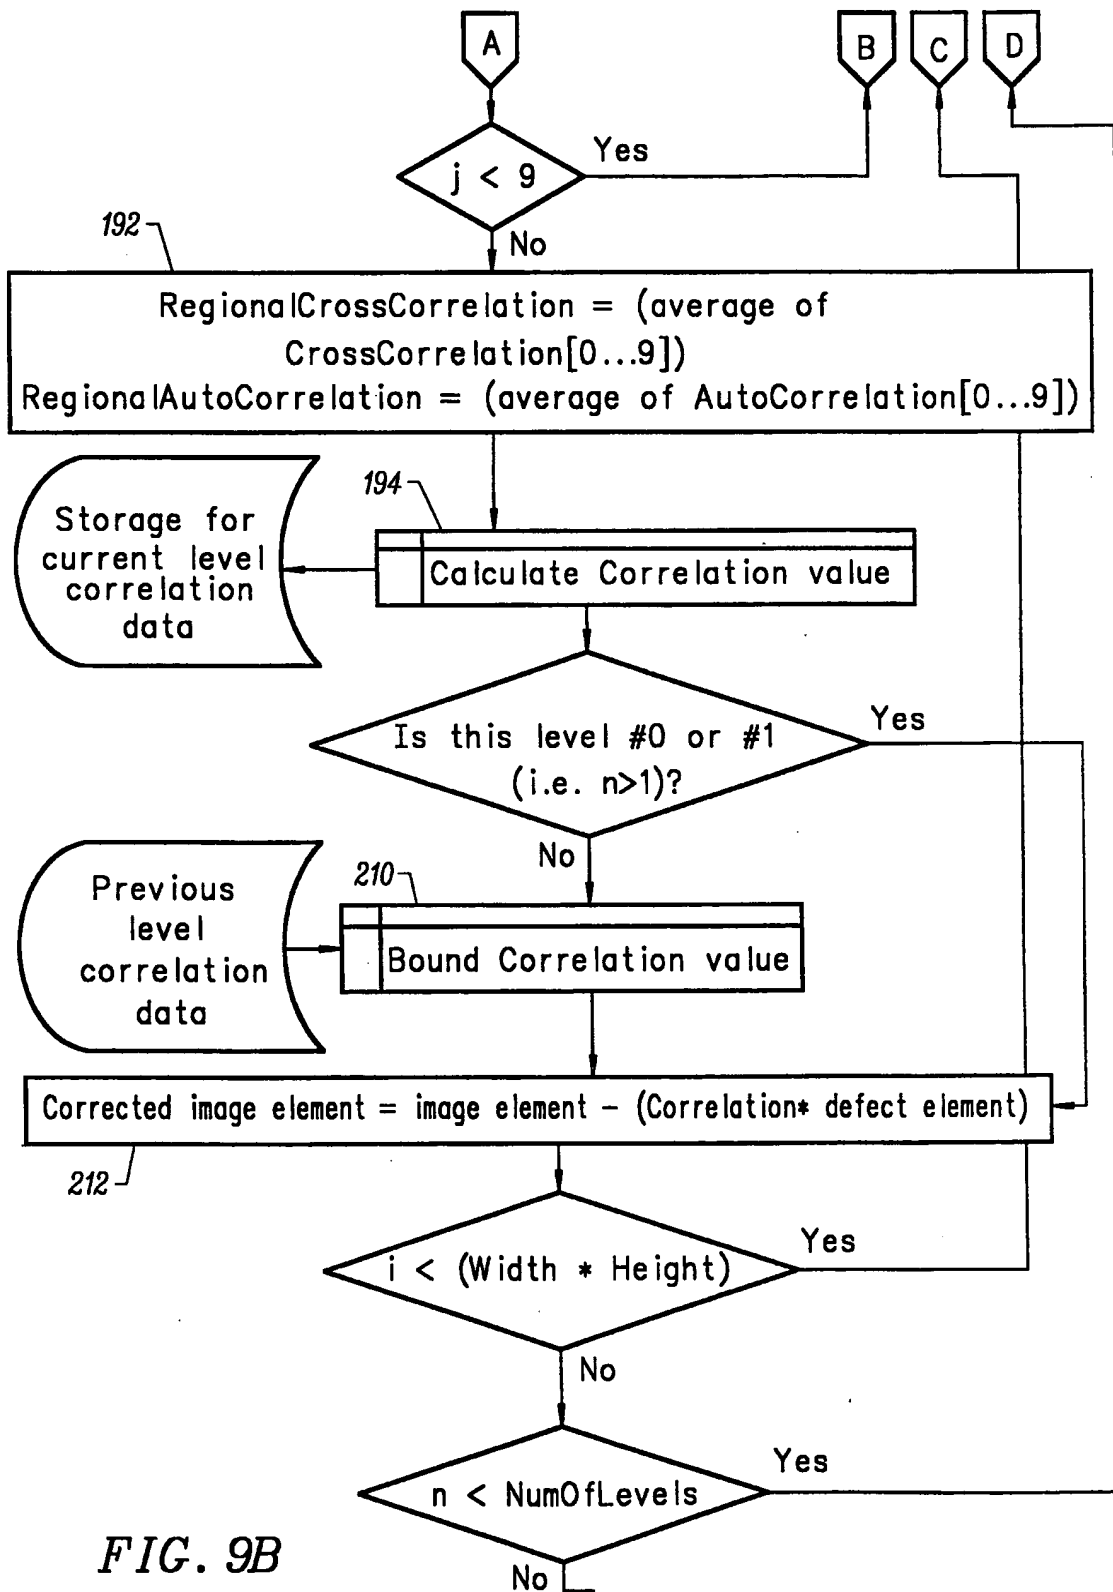 A
B
C
D
j < 9
Yes
No
192
RegionalCrossCorrelation = (average of
CrossCorrelation[0...9])
RegionalAutoCorrelation = (average of AutoCorrelation[0...9])
Storage for
current level
correlation
data
194
Calculate Correlation value
Is this level #0 or #1
(i.e. n>1)?
Yes
No
Previous
level
correlation
data
210
Bound Correlation value
Corrected image element = image element - (Correlation* defect element)
212
i < (Width * Height)
Yes
No
n < NumOfLevels
Yes
No
FIG. 9B